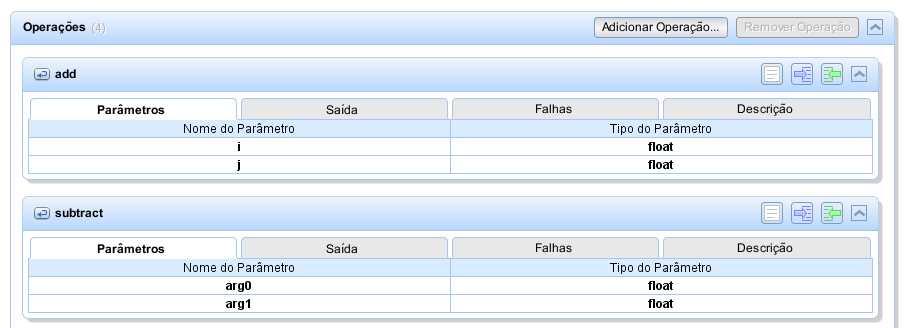 Operações (4) Adicionar Operação... Remover Operação
add
Parâmetros Saída Falhas Descrição
Nome do Parâmetro Tipo do Parâmetro
i float
j float
subtract
Parâmetros Saída Falhas Descrição
Nome do Parâmetro Tipo do Parâmetro
arg0 float
arg1 float